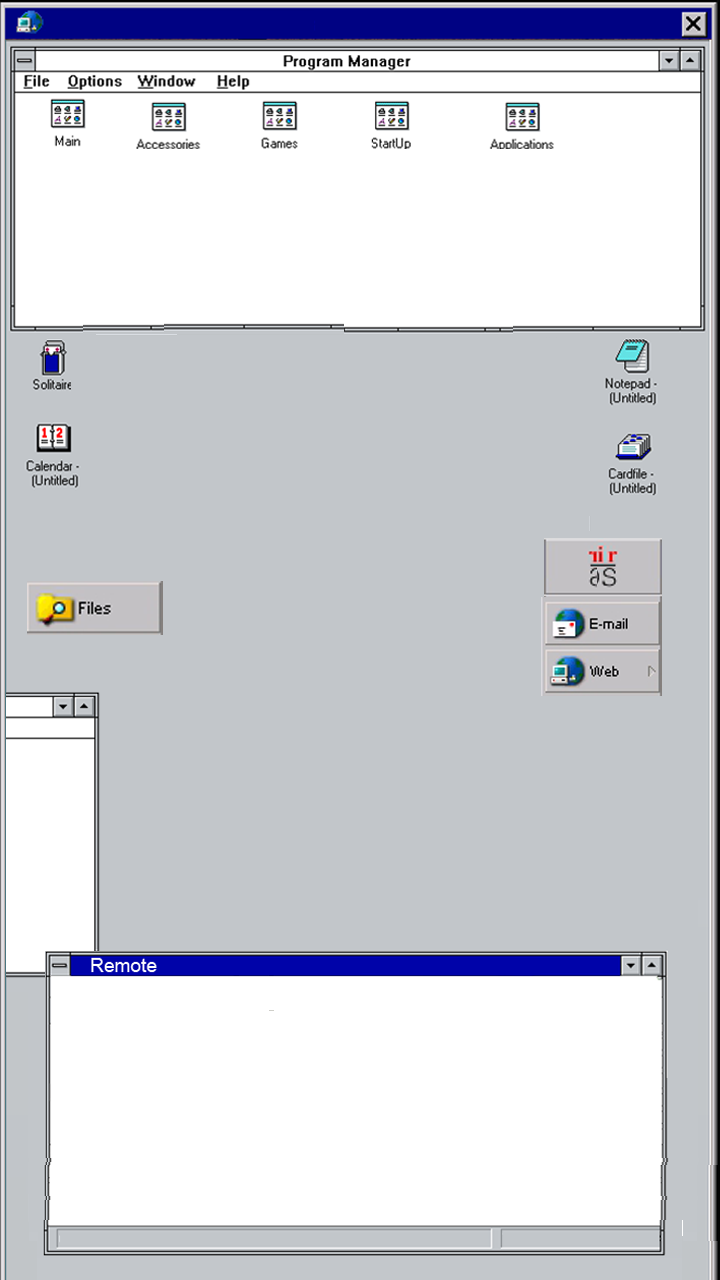 Program Manager
File Options Window Help
Main Accessories Games StartUp Applications
Solitaire
Notepad -
(Untitled)
Calendar -
(Untitled)
Cardfile -
(Untitled)
Files
E-mail
Web
Remote